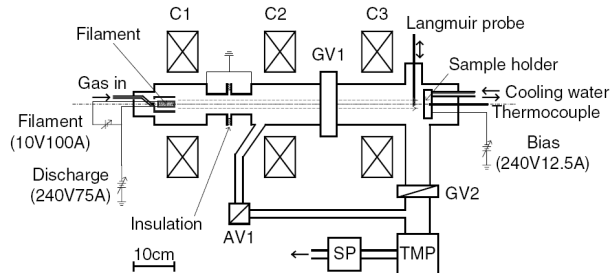 C1
C2
C3
Langmuir probe
Filament
GV1
Sample holder
Gas in
Cooling water
Thermocouple
Filament
(10V100A)
Bias
(240V12.5A)
Discharge
(240V75A)
GV2
Insulation
AV1
10cm
SP
TMP